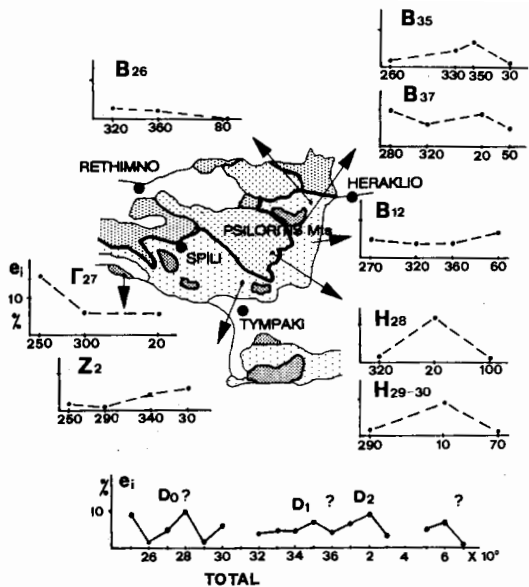 B35
260 330 350 30
B26
320 360 80
B37
280 320 20 50
RETHIMNO
HERAKLIO
PSILORITIS Mts
B12
270 320 360 60
SPILI
ei Γ27
10
%
250 300 20
TYMPAKI
H28
320 20 100
Z2
250 290 340 30
H29-30
290 10 70
% ei
D0 ? D1 ? D2 ?
10
26 28 30 32 34 36 2 4 6 X 10°
TOTAL